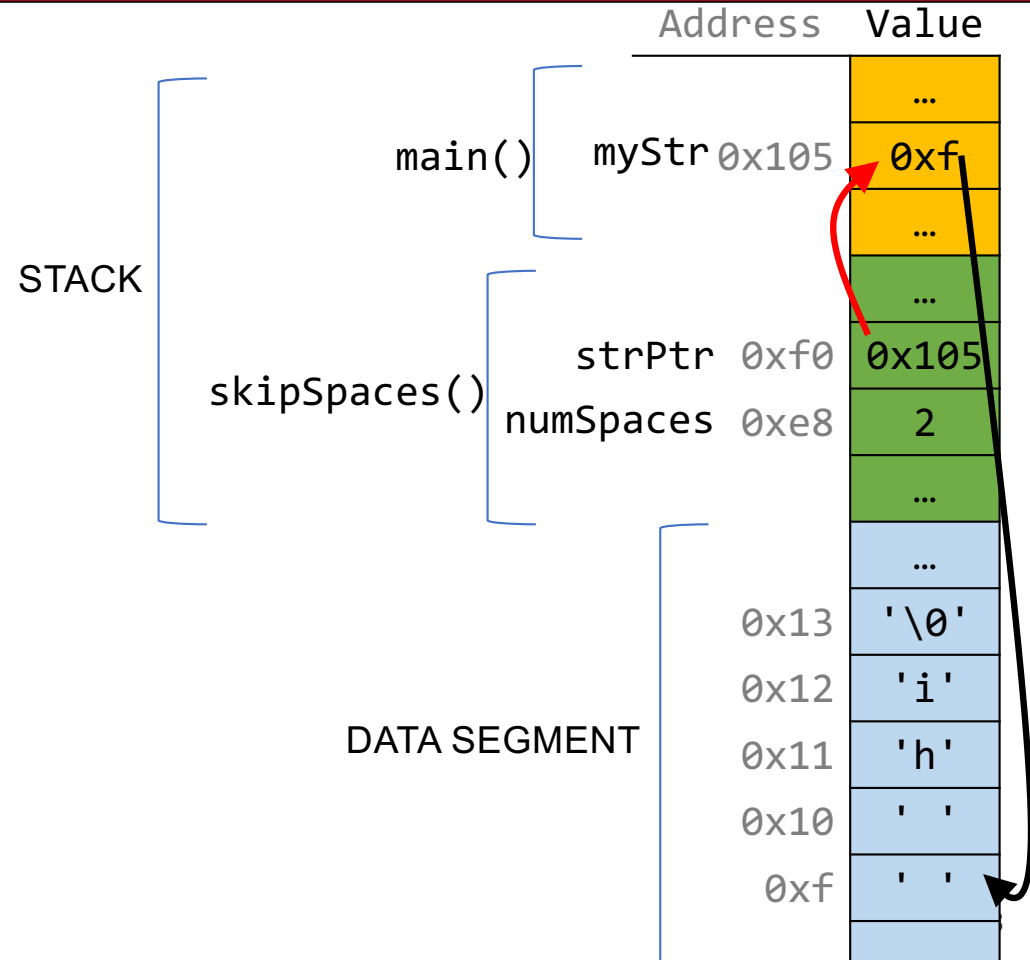 Address Value
…
main() myStr 0x105 0xf
…
STACK
…
strPtr 0xf0 0x105
skipSpaces()
numSpaces 0xe8 2
…
…
0x13 '\0'
0x12 'i'
DATA SEGMENT
0x11 'h'
0x10 ' '
0xf ' '